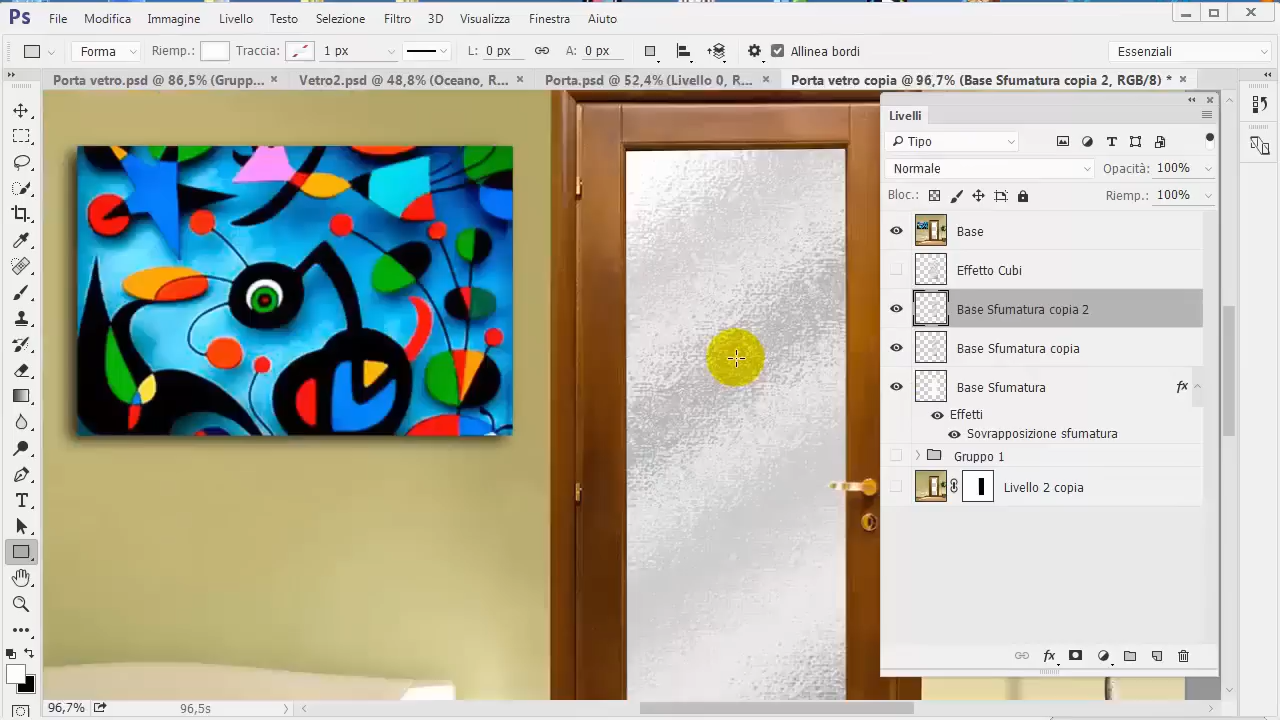 Ps File Modifica Immagine Livello Testo Selezione Filtro 3D Visualizza Finestra Aiuto
Forma Riemp.: Traccia: 1 px L: 0 px A: 0 px Allinea bordi Essenziali
Porta vetro.psd @ 86,5% (Grupp... × Vetro2.psd @ 48,8% (Oceano, R... × Porta.psd @ 52,4% (Livello 0, R... × Porta vetro copia @ 96,7% (Base Sfumatura copia 2, RGB/8) * ×
Livelli
Tipo
Normale Opacità: 100%
Bloc.: Riemp.: 100%
Base
Effetto Cubi
Base Sfumatura copia 2
Base Sfumatura copia
Base Sfumatura fx
Effetti
Sovrapposizione sfumatura
Gruppo 1
Livello 2 copia
fx
96,7% 96,5s